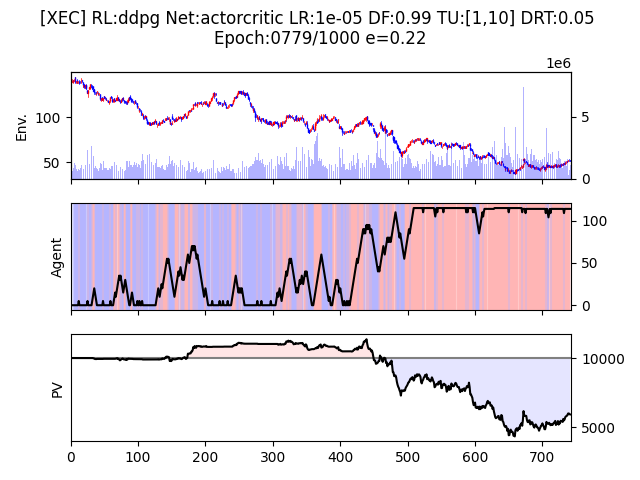 [XEC] RL:ddpg Net:actorcritic LR:1e-05 DF:0.99 TU:[1,10] DRT:0.05
Epoch:0779/1000 e=0.22
1e6
Env.
100
50
5
0
Agent
100
50
0
PV
10000
5000
0 100 200 300 400 500 600 700